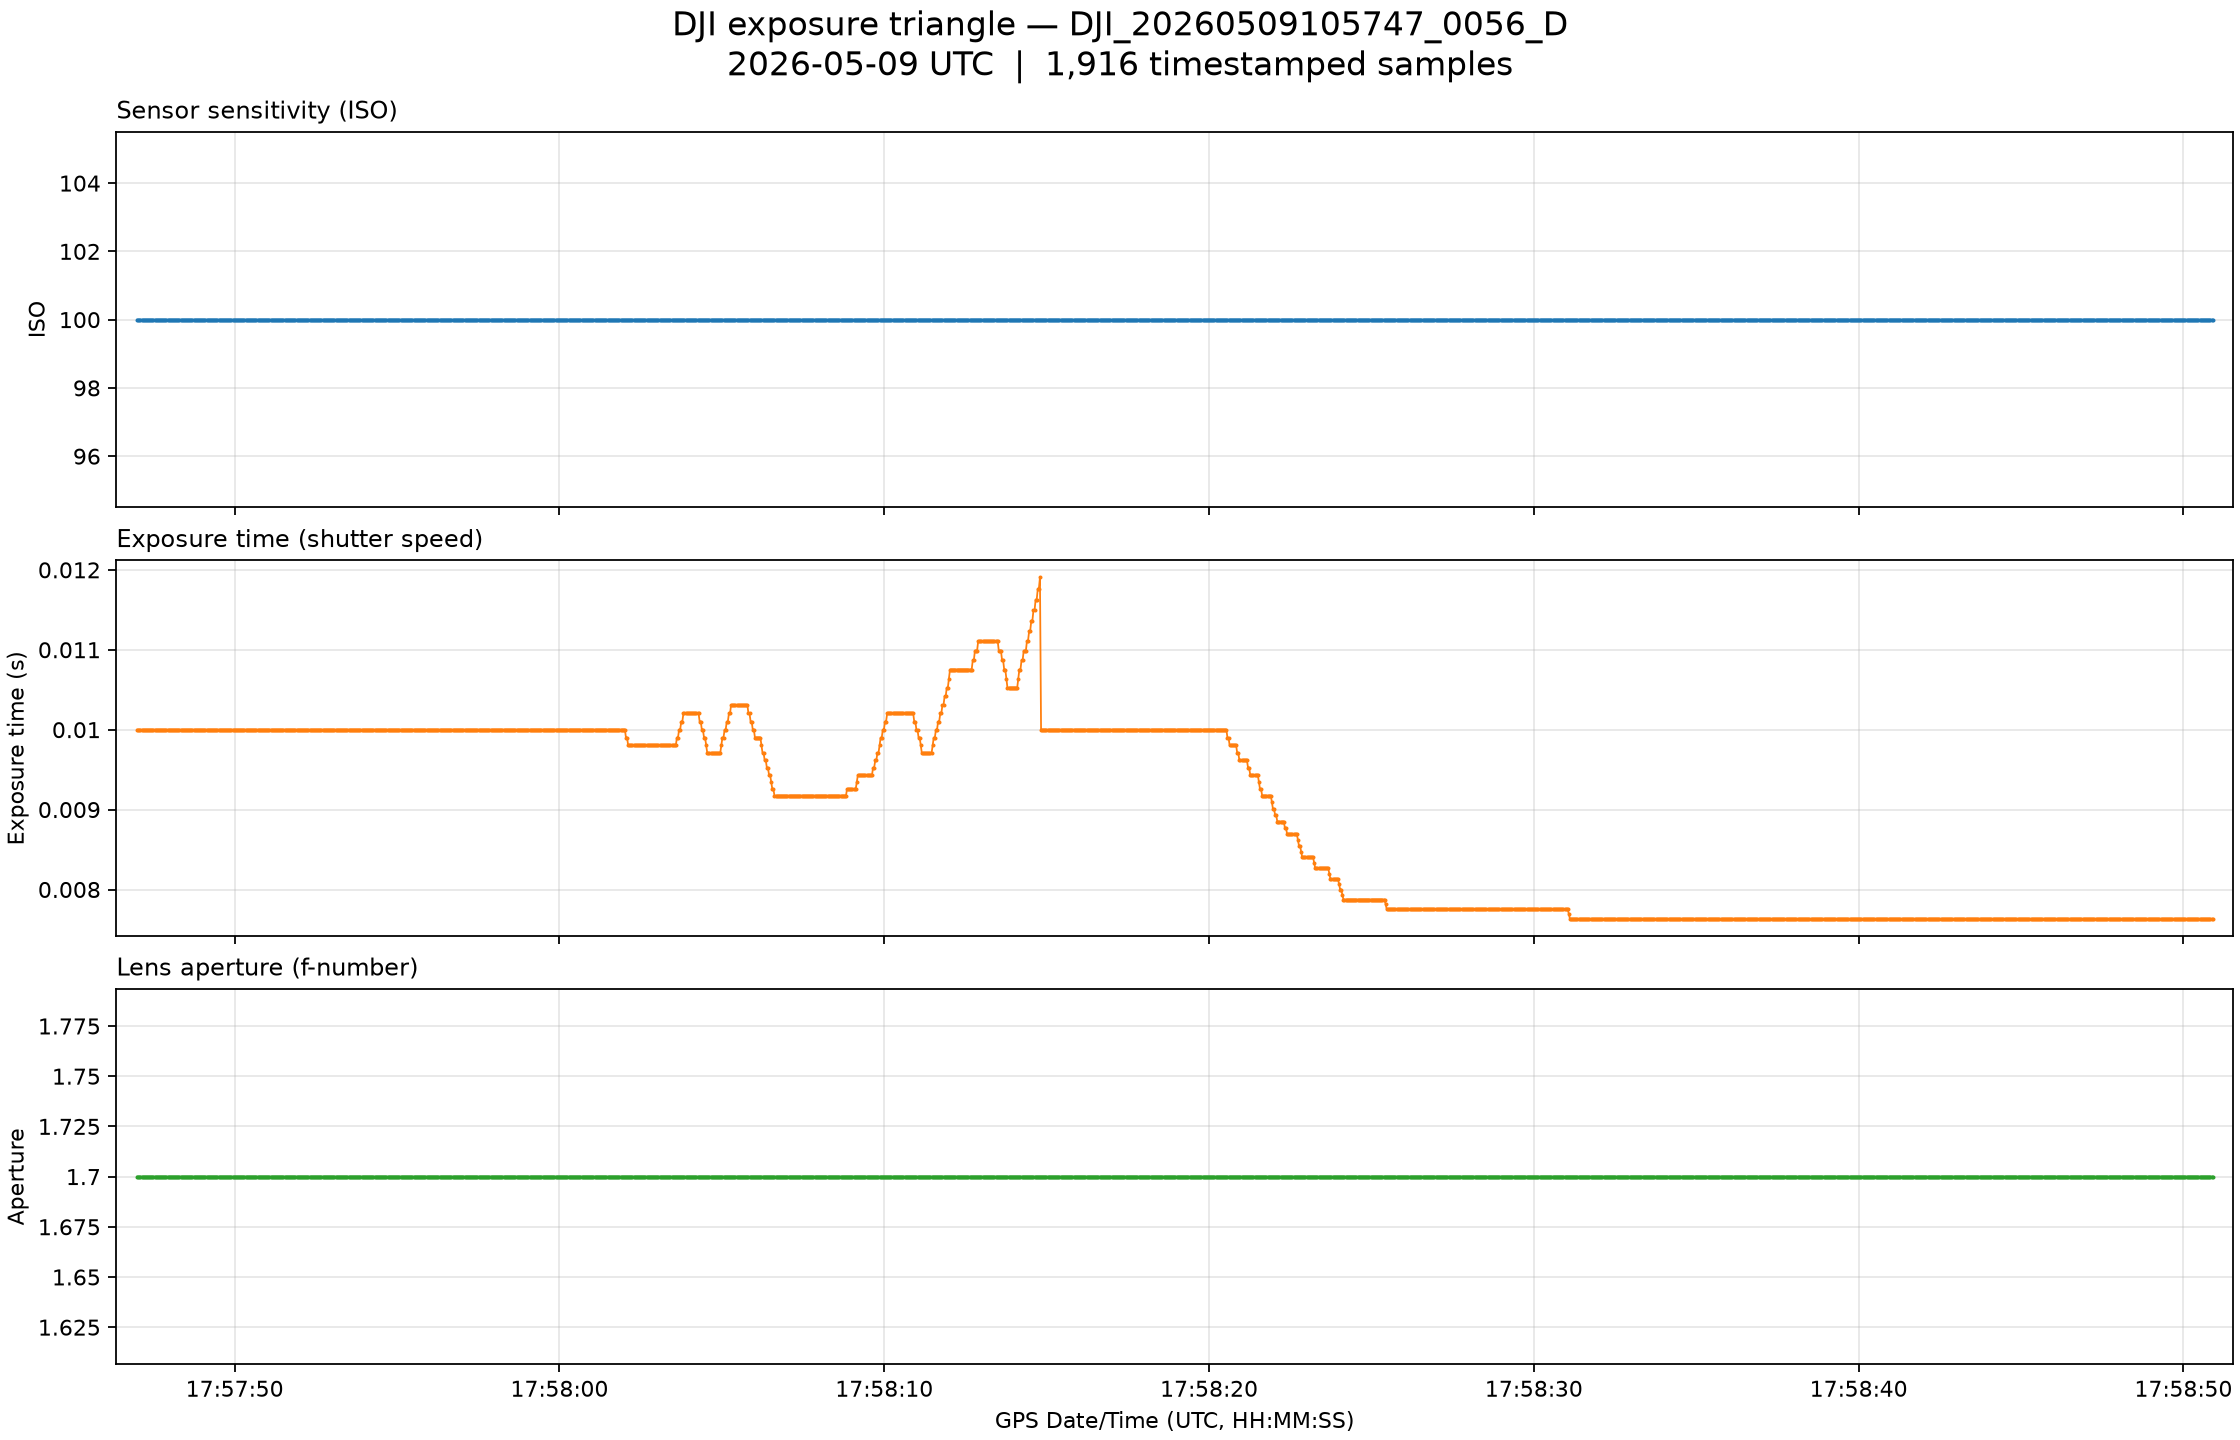 DJI exposure triangle — DJI_20260509105747_0056_D
2026-05-09 UTC | 1,916 timestamped samples
Sensor sensitivity (ISO)
104
102
100
98
96
ISO
Exposure time (shutter speed)
0.012
0.011
0.01
0.009
0.008
Exposure time (s)
Lens aperture (f-number)
1.775
1.75
1.725
1.7
1.675
1.65
1.625
Aperture
17:57:50 17:58:00 17:58:10 17:58:20 17:58:30 17:58:40 17:58:50
GPS Date/Time (UTC, HH:MM:SS)